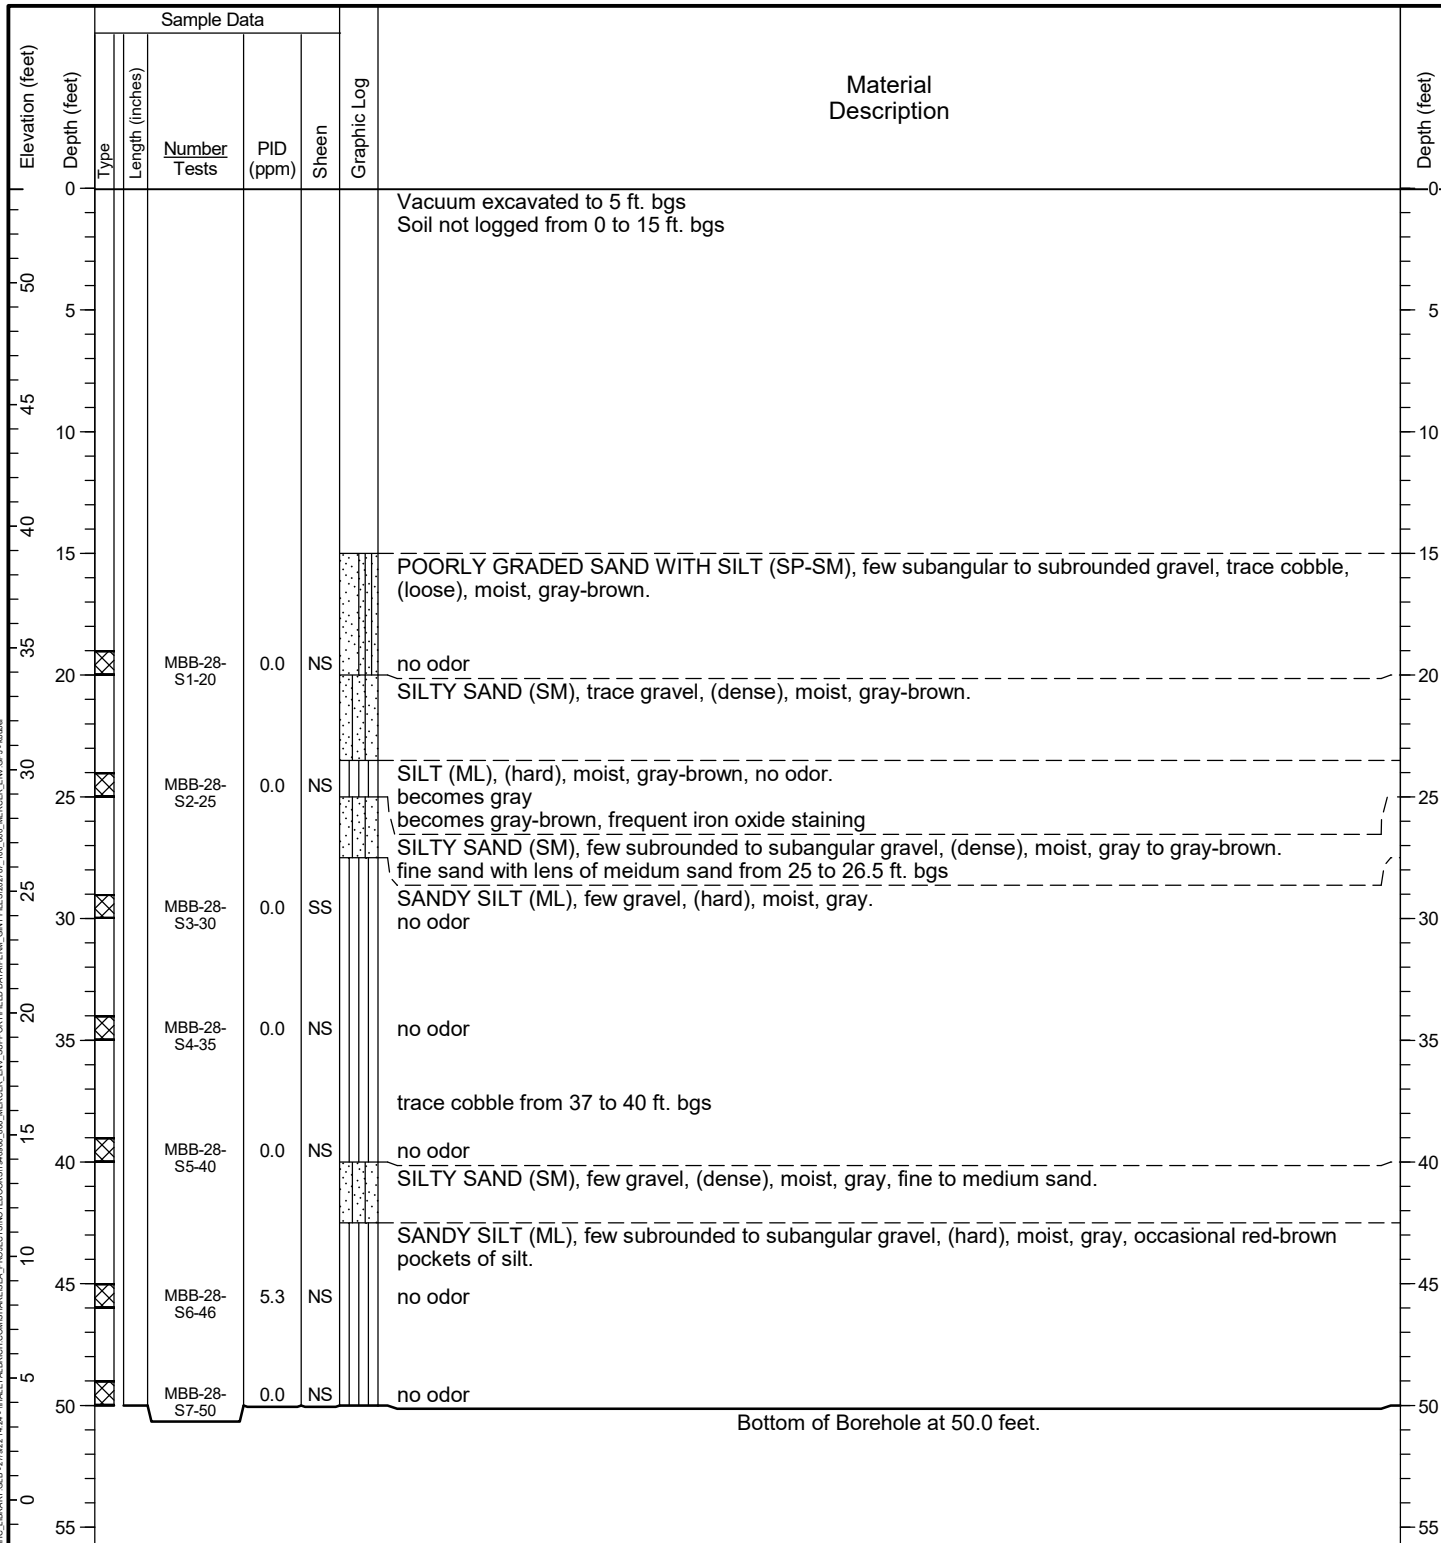 Sample Data
Elevation (feet)
Depth (feet)
Type
Length (inches)
Number
Tests
PID
(ppm)
Sheen
Graphic Log
Material
Description
Depth (feet)
0 0
Vacuum excavated to 5 ft. bgs
Soil not logged from 0 to 15 ft. bgs
50
5 5
45
10 10
40
15 15
POORLY GRADED SAND WITH SILT (SP-SM), few subangular to subrounded gravel, trace cobble,
(loose), moist, gray-brown.
35
MBB-28- 0.0 NS no odor
S1-20
20 20
SILTY SAND (SM), trace gravel, (dense), moist, gray-brown.
30
SILT (ML), (hard), moist, gray-brown, no odor.
MBB-28- 0.0 NS
S2-25
25 becomes gray 25
becomes gray-brown, frequent iron oxide staining
SILTY SAND (SM), few subrounded to subangular gravel, (dense), moist, gray to gray-brown.
fine sand with lens of meidum sand from 25 to 26.5 ft. bgs
25
SANDY SILT (ML), few gravel, (hard), moist, gray.
MBB-28- 0.0 SS
S3-30
30 no odor 30
20
MBB-28- 0.0 NS no odor
S4-35
35 35
trace cobble from 37 to 40 ft. bgs
15
MBB-28- 0.0 NS no odor
S5-40
40 40
SILTY SAND (SM), few gravel, (dense), moist, gray, fine to medium sand.
SANDY SILT (ML), few subrounded to subangular gravel, (hard), moist, gray, occasional red-brown
pockets of silt.
10
45 45
MBB-28- 5.3 NS no odor
S6-46
5
MBB-28- 0.0 NS no odor
S7-50
50 50
Bottom of Borehole at 50.0 feet.
0
55 55